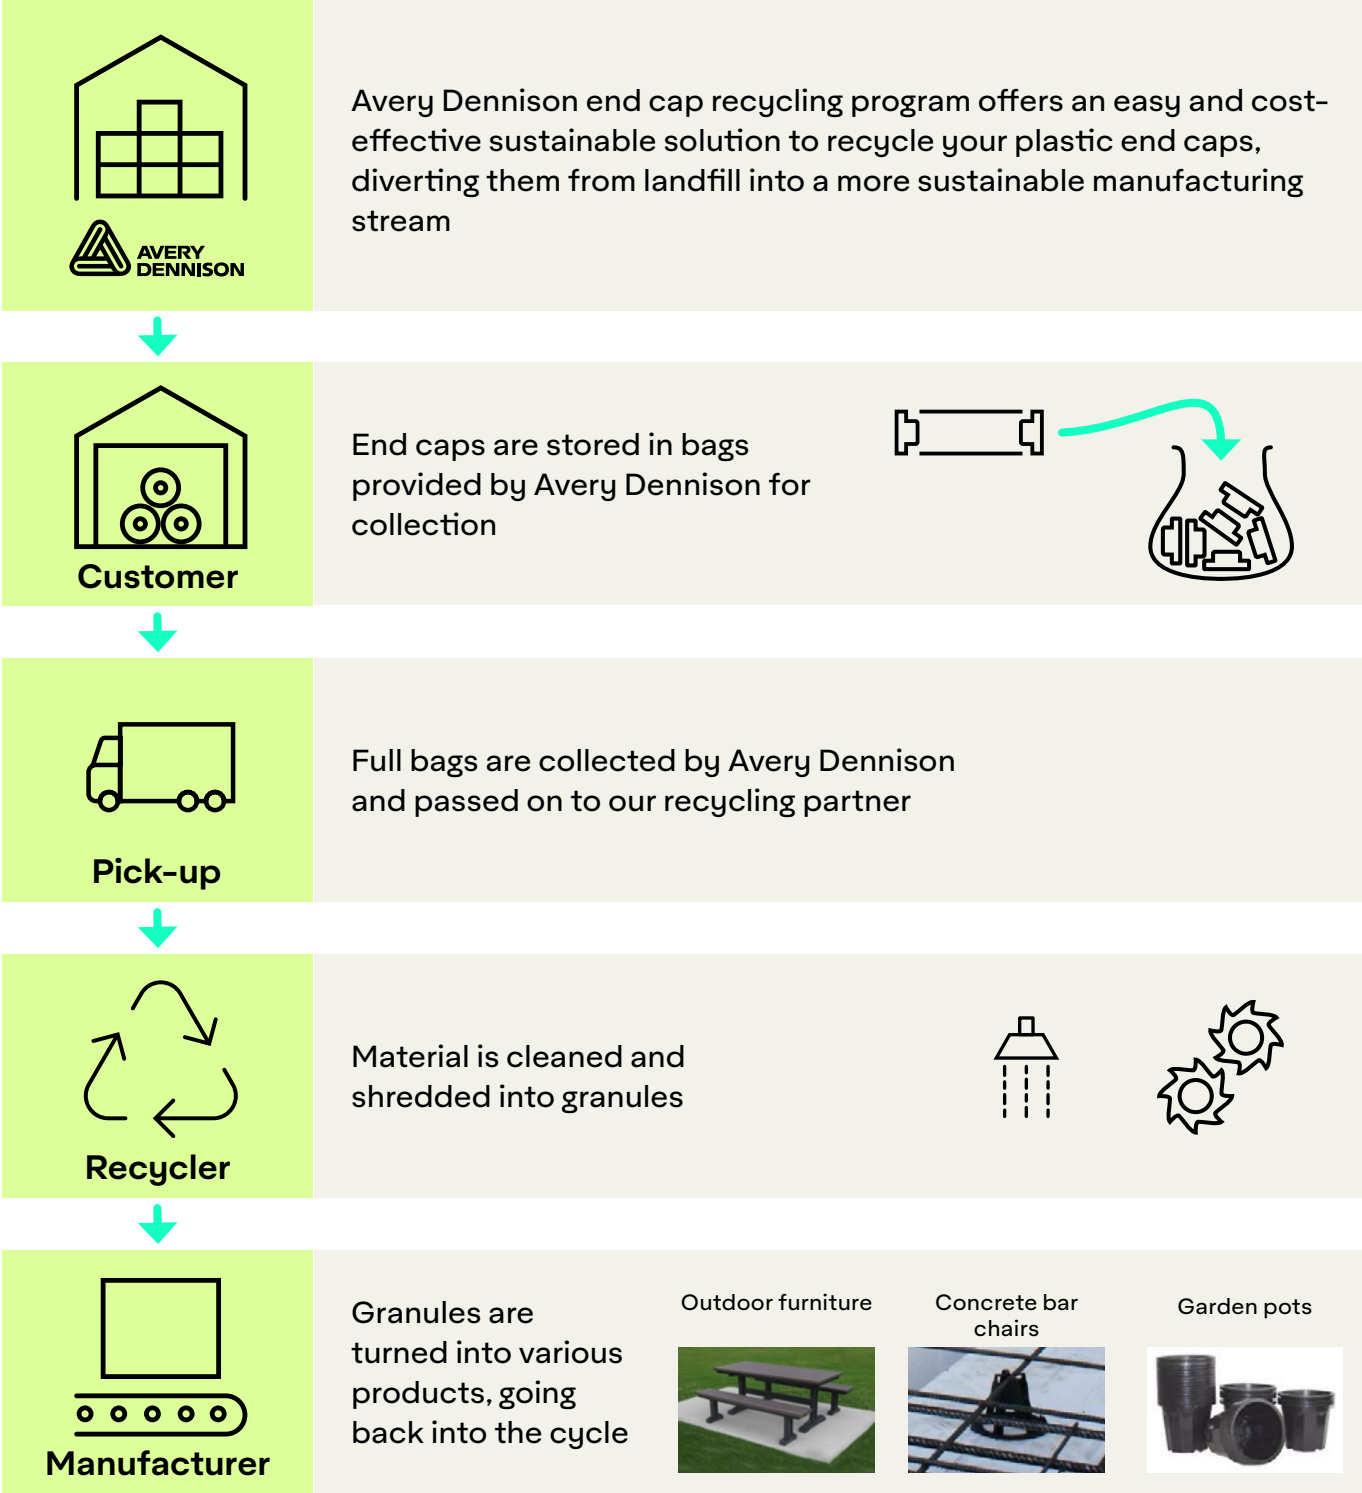 AVERY
DENNISON
Avery Dennison end cap recycling program offers an easy and cost-
effective sustainable solution to recycle your plastic end caps,
diverting them from landfill into a more sustainable manufacturing
stream
Customer
End caps are stored in bags
provided by Avery Dennison for
collection
Pick-up
Full bags are collected by Avery Dennison
and passed on to our recycling partner
Recycler
Material is cleaned and
shredded into granules
Manufacturer
Granules are
turned into various
products, going
back into the cycle
Outdoor furniture
Concrete bar
chairs
Garden pots